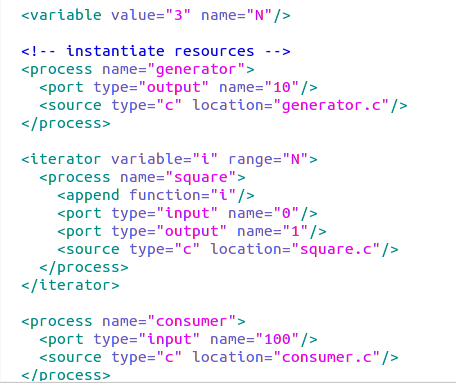 <variable value="3" name="N"/>
<!-- instantiate resources -->
<process name="generator">
<port type="output" name="10"/>
<source type="c" location="generator.c"/>
</process>
<iterator variable="i" range="N">
<process name="square">
<append function="i"/>
<port type="input" name="0"/>
<port type="output" name="1"/>
<source type="c" location="square.c"/>
</process>
</iterator>
<process name="consumer">
<port type="input" name="100"/>
<source type="c" location="consumer.c"/>
</process>